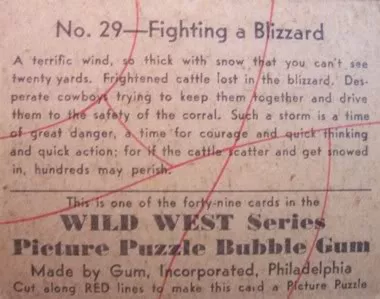 No. 29—Fighting a Blizzard
A terrific wind, so thick with snow that you can't see
twenty yards. Frightened cattle lost in the blizzard. Des-
perate cowboys trying to keep them together and drive
them to the safety of the corral. Such a storm is a time
of great danger, a time for courage and quick thinking
and quick action; for if the cattle scatter and get snowed
in, hundreds may perish.
This is one of the forty-nine cards in the
WILD WEST Series
Picture Puzzle Bubble Gum
Made by Gum, Incorporated, Philadelphia
Cut along RED lines to make this card a Picture Puzzle